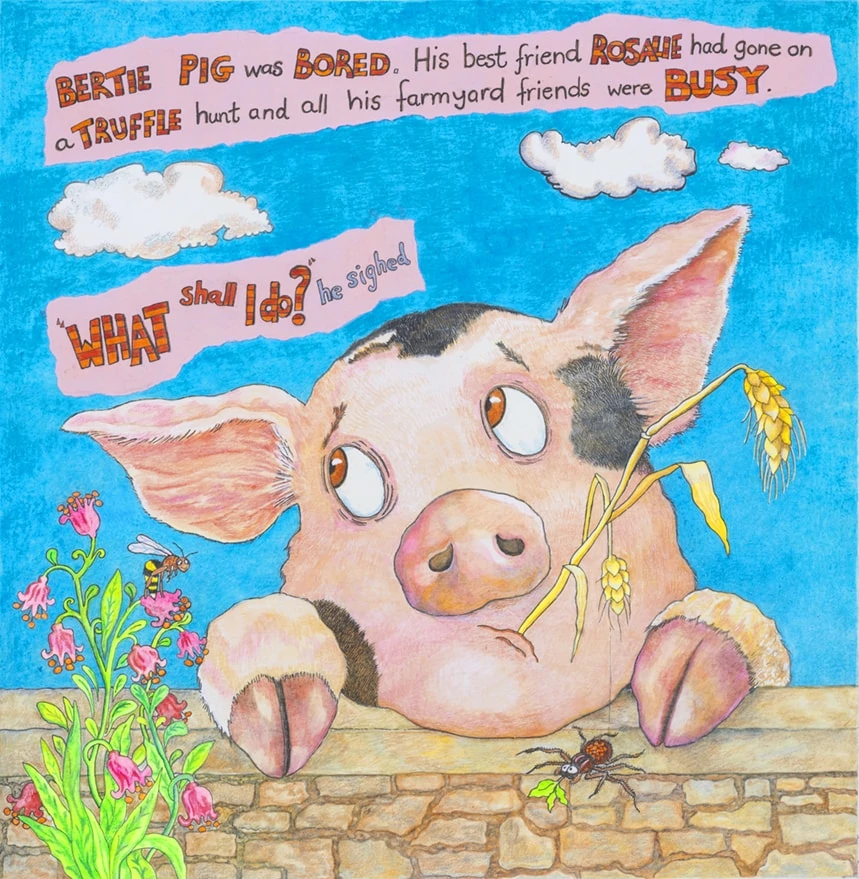 BERTIE PIG was BORED. His best friend ROSALIE had gone on
a TRUFFLE hunt and all his farmyard friends were BUSY.
"WHAT shall I do?" he sighed